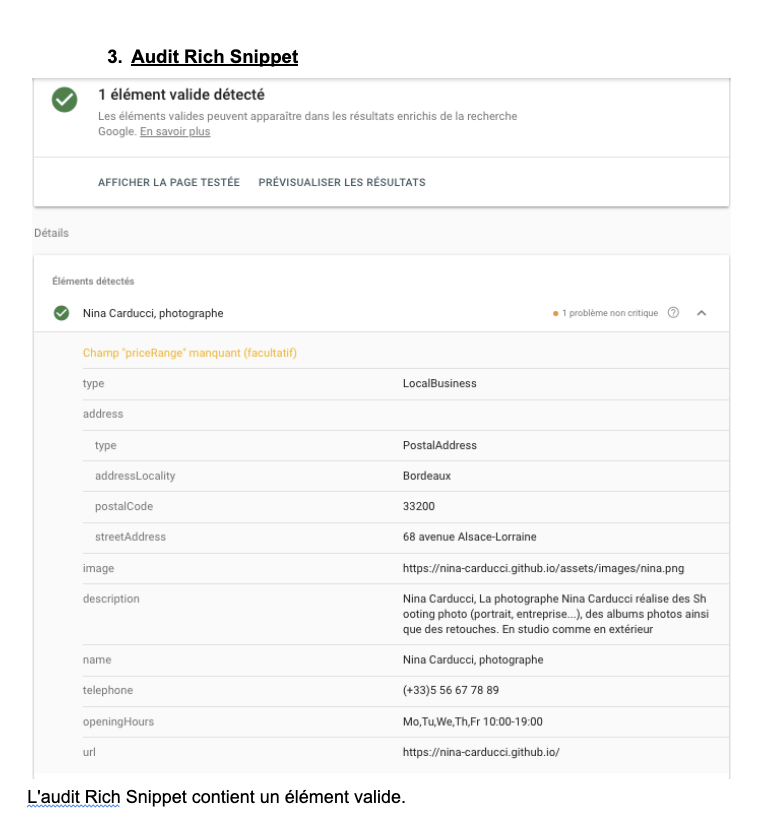 3. Audit Rich Snippet
1 élément valide détecté
Les éléments valides peuvent apparaître dans les résultats enrichis de la recherche
Google. En savoir plus
AFFICHER LA PAGE TESTÉE PRÉVISUALISER LES RÉSULTATS
Détails
Éléments détectés
Nina Carducci, photographe 1 problème non critique
Champ "priceRange" manquant (facultatif)
type LocalBusiness
address
type PostalAddress
addressLocality Bordeaux
postalCode 33200
streetAddress 68 avenue Alsace-Lorraine
image https://nina-carducci.github.io/assets/images/nina.png
description Nina Carducci, La photographe Nina Carducci réalise des Sh
ooting photo (portrait, entreprise...), des albums photos ainsi
que des retouches. En studio comme en extérieur
name Nina Carducci, photographe
telephone (+33)5 56 67 78 89
openingHours Mo,Tu,We,Th,Fr 10:00-19:00
url https://nina-carducci.github.io/
L'audit Rich Snippet contient un élément valide.